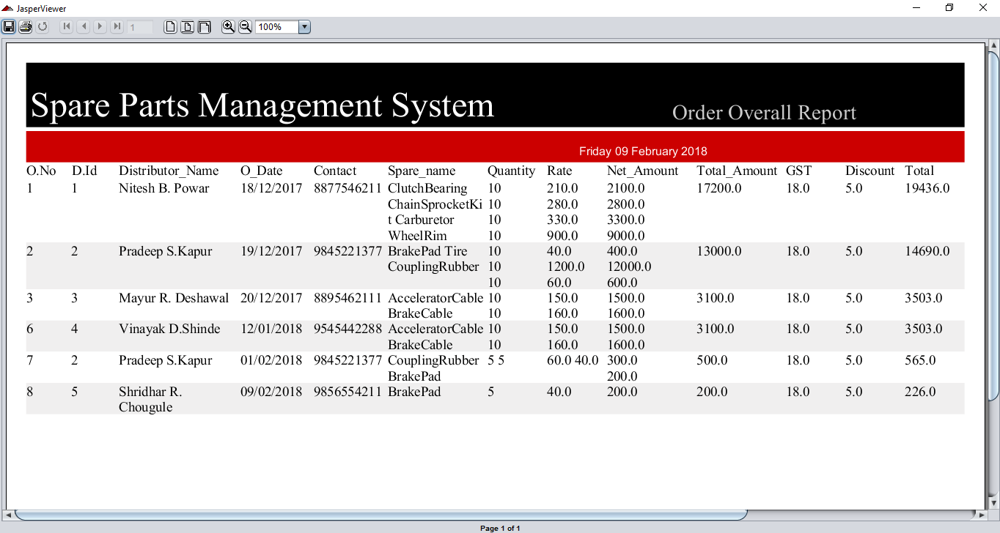 JasperViewer
1 100%
Spare Parts Management System Order Overall Report
Friday 09 February 2018
O.No D.Id Distributor_Name O_Date Contact Spare_name Quantity Rate Net_Amount Total_Amount GST Discount Total
1 1 Nitesh B. Powar 18/12/2017 8877546211 ClutchBearing 10 210.0 2100.0 17200.0 18.0 5.0 19436.0
ChainSprocketKi 10 280.0 2800.0
t Carburetor 10 330.0 3300.0
WheelRim 10 900.0 9000.0
2 2 Pradeep S.Kapur 19/12/2017 9845221377 BrakePad Tire 10 40.0 400.0 13000.0 18.0 5.0 14690.0
CouplingRubber 10 1200.0 12000.0
10 60.0 600.0
3 3 Mayur R. Deshawal 20/12/2017 8895462111 AcceleratorCable 10 150.0 1500.0 3100.0 18.0 5.0 3503.0
BrakeCable 10 160.0 1600.0
6 4 Vinayak D.Shinde 12/01/2018 9545442288 AcceleratorCable 10 150.0 1500.0 3100.0 18.0 5.0 3503.0
BrakeCable 10 160.0 1600.0
7 2 Pradeep S.Kapur 01/02/2018 9845221377 CouplingRubber 5 5 60.0 40.0 300.0 500.0 18.0 5.0 565.0
BrakePad 200.0
8 5 Shridhar R. 09/02/2018 9856554211 BrakePad 5 40.0 200.0 200.0 18.0 5.0 226.0
Chougule
Page 1 of 1